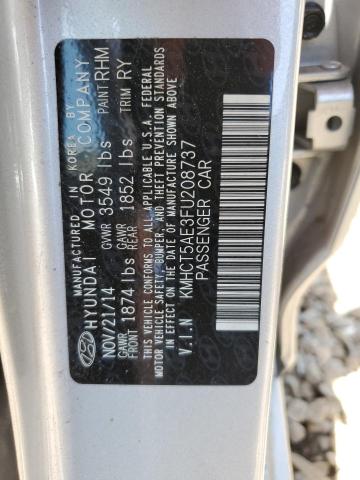 MANUFACTURED IN KOREA BY
HYUNDAI MOTOR COMPANY
NOV/21/14 GVWR 3549 lbs PAINT RHM
GAWR FRONT 1874 lbs GAWR REAR 1852 lbs TRIM RY
THIS VEHICLE CONFORMS TO ALL APPLICABLE U.S.A. FEDERAL
MOTOR VEHICLE SAFETY, BUMPER, AND THEFT PREVENTION STANDARDS
IN EFFECT ON THE DATE OF MANUFACTURE SHOWN ABOVE
V.I.N KMHCT5AE3FU208737
PASSENGER CAR